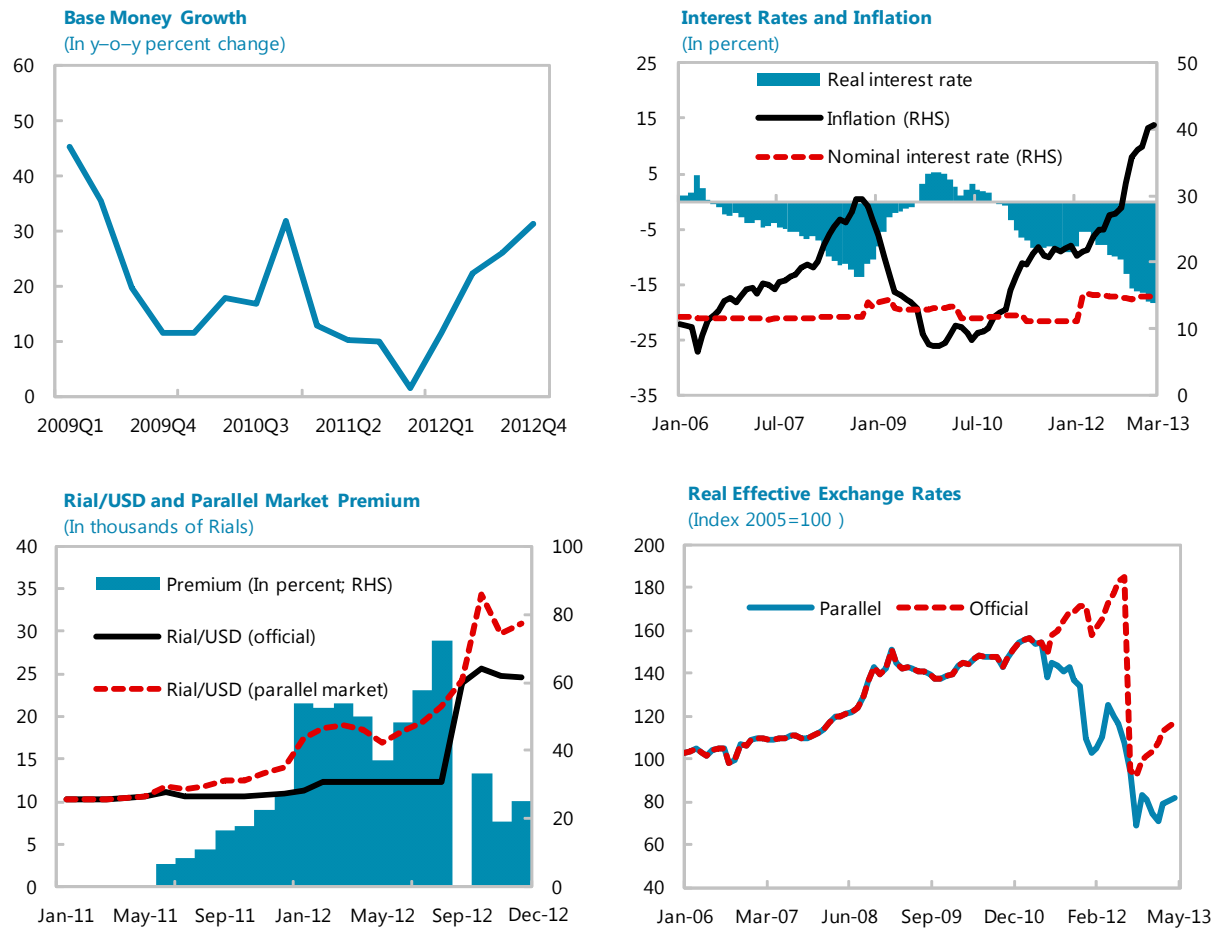 Base Money Growth
(In y–o–y percent change)
60
50
40
30
20
10
0
2009Q1 2009Q4 2010Q3 2011Q2 2012Q1 2012Q4
Interest Rates and Inflation
(In percent)
25
15
5
-5
-15
-25
-35
Real interest rate
Inflation (RHS)
Nominal interest rate (RHS)
50
40
30
20
10
0
Jan-06 Jul-07 Jan-09 Jul-10 Jan-12 Mar-13
Rial/USD and Parallel Market Premium
(In thousands of Rials)
40
35
30
25
20
15
10
5
0
Premium (In percent; RHS)
Rial/USD (official)
Rial/USD (parallel market)
100
80
60
40
20
0
Jan-11 May-11 Sep-11 Jan-12 May-12 Sep-12 Dec-12
Real Effective Exchange Rates
(Index 2005=100 )
200
180
160
140
120
100
80
60
40
Parallel Official
Jan-06 Mar-07 Jun-08 Sep-09 Dec-10 Feb-12 May-13